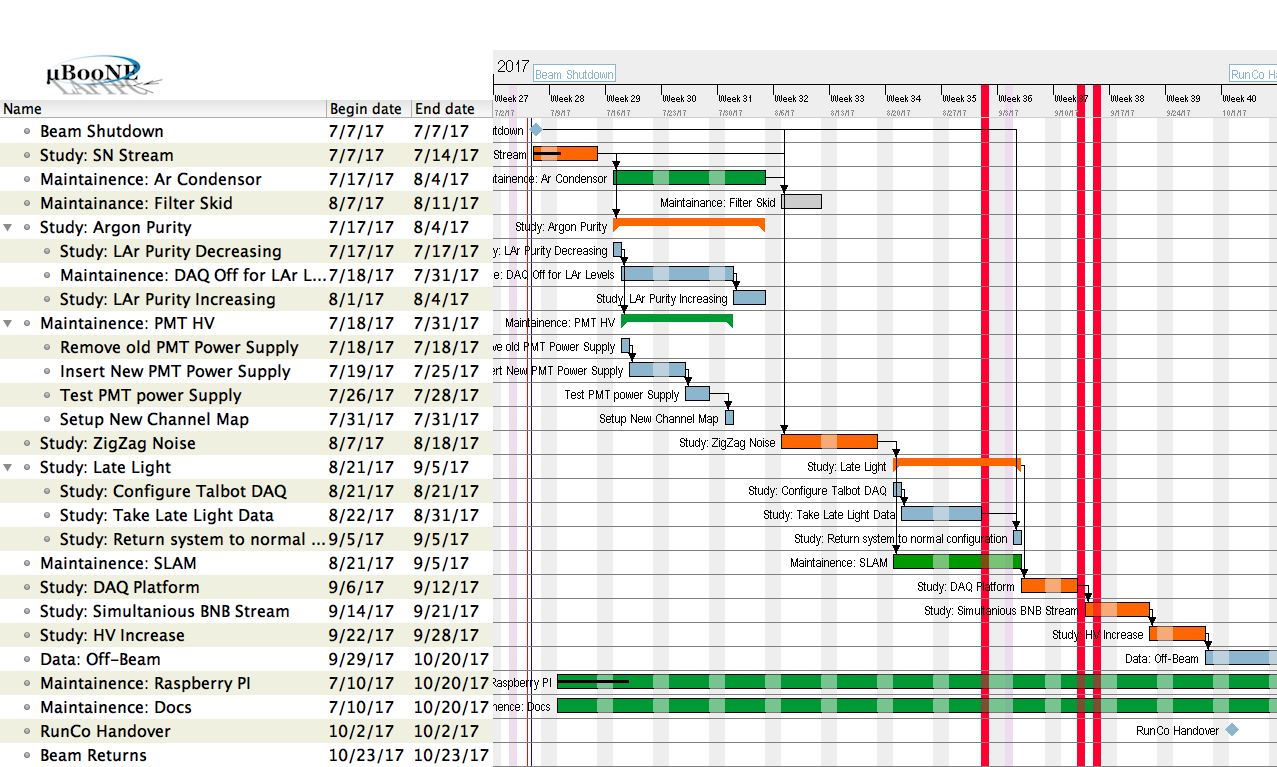 µBooNE
LArTPC
2017
Beam Shutdown
RunCo H
Name Begin date End date
Week 27 Week 28 Week 29 Week 30 Week 31 Week 32 Week 33 Week 34 Week 35 Week 36 Week 37 Week 38 Week 39 Week 40
7/2/17 7/9/17 7/16/17 7/23/17 7/30/17 8/6/17 8/13/17 8/20/17 8/27/17 9/3/17 9/10/17 9/17/17 9/24/17 10/1/17
Beam Shutdown 7/7/17 7/7/17 utdown
Study: SN Stream 7/7/17 7/14/17 Stream
Maintainence: Ar Condensor 7/17/17 8/4/17 ntainence: Ar Condensor
Maintainance: Filter Skid 8/7/17 8/11/17 Maintainance: Filter Skid
Study: Argon Purity 7/17/17 8/4/17 Study: Argon Purity
Study: LAr Purity Decreasing 7/17/17 7/17/17 y: LAr Purity Decreasing
Maintainence: DAQ Off for LAr L... 7/18/17 7/31/17 e: DAQ Off for LAr Levels
Study: LAr Purity Increasing 8/1/17 8/4/17 Study: LAr Purity Increasing
Maintainence: PMT HV 7/18/17 7/31/17 Maintainence: PMT HV
Remove old PMT Power Supply 7/18/17 7/18/17 ve old PMT Power Supply
Insert New PMT Power Supply 7/19/17 7/25/17 ert New PMT Power Supply
Test PMT power Supply 7/26/17 7/28/17 Test PMT power Supply
Setup New Channel Map 7/31/17 7/31/17 Setup New Channel Map
Study: ZigZag Noise 8/7/17 8/18/17 Study: ZigZag Noise
Study: Late Light 8/21/17 9/5/17 Study: Late Light
Study: Configure Talbot DAQ 8/21/17 8/21/17 Study: Configure Talbot DAQ
Study: Take Late Light Data 8/22/17 8/31/17 Study: Take Late Light Data
Study: Return system to normal ... 9/5/17 9/5/17 Study: Return system to normal configuration
Maintainence: SLAM 8/21/17 9/5/17 Maintainence: SLAM
Study: DAQ Platform 9/6/17 9/12/17 Study: DAQ Platform
Study: Simultanious BNB Stream 9/14/17 9/21/17 Study: Simultanious BNB Stream
Study: HV Increase 9/22/17 9/28/17 Study: HV Increase
Data: Off-Beam 9/29/17 10/20/17 Data: Off-Beam
Maintainence: Raspberry PI 7/10/17 10/20/17 Raspberry PI
Maintainence: Docs 7/10/17 10/20/17 nence: Docs
RunCo Handover 10/2/17 10/2/17 RunCo Handover
Beam Returns 10/23/17 10/23/17